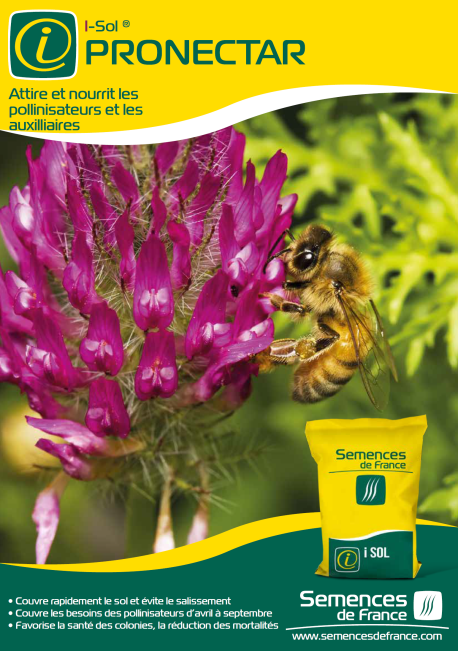 i
I-Sol ®
PRONECTAR
Attire et nourrit les
pollinisateurs et les
auxilliaires
Semences
de France
i
i SOL
• Couvre rapidement le sol et évite le salissement
• Couvre les besoins des pollinisateurs d'avril à septembre
• Favorise la santé des colonies, la réduction des mortalités
Semences
de France
www.semencesdefrance.com